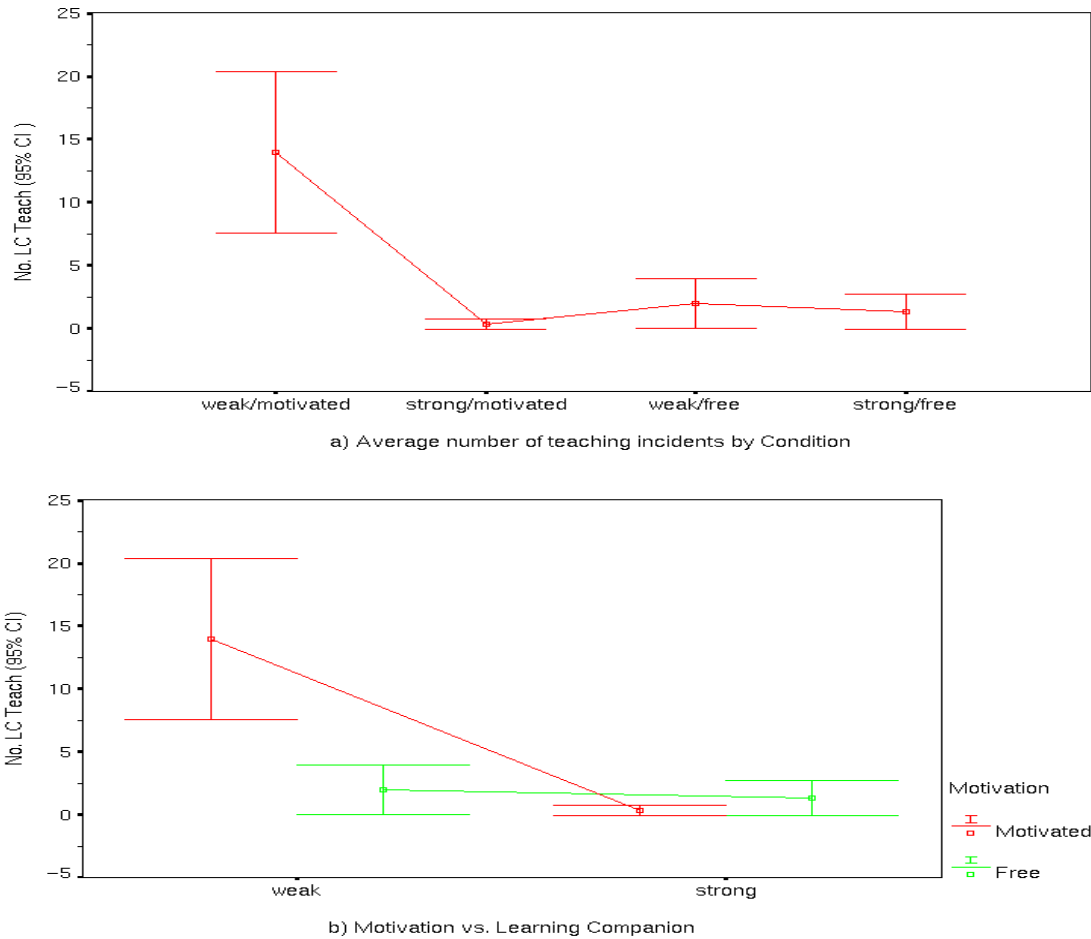 25
20
15
10
5
0
−5
No. LC Teach (95% CI )
weak/motivated strong/motivated weak/free strong/free
a) Average number of teaching incidents by Condition
25
20
15
10
5
0
−5
No. LC Teach (95% CI)
weak strong
Motivation
Motivated
Free
b) Motivation vs. Learning Companion